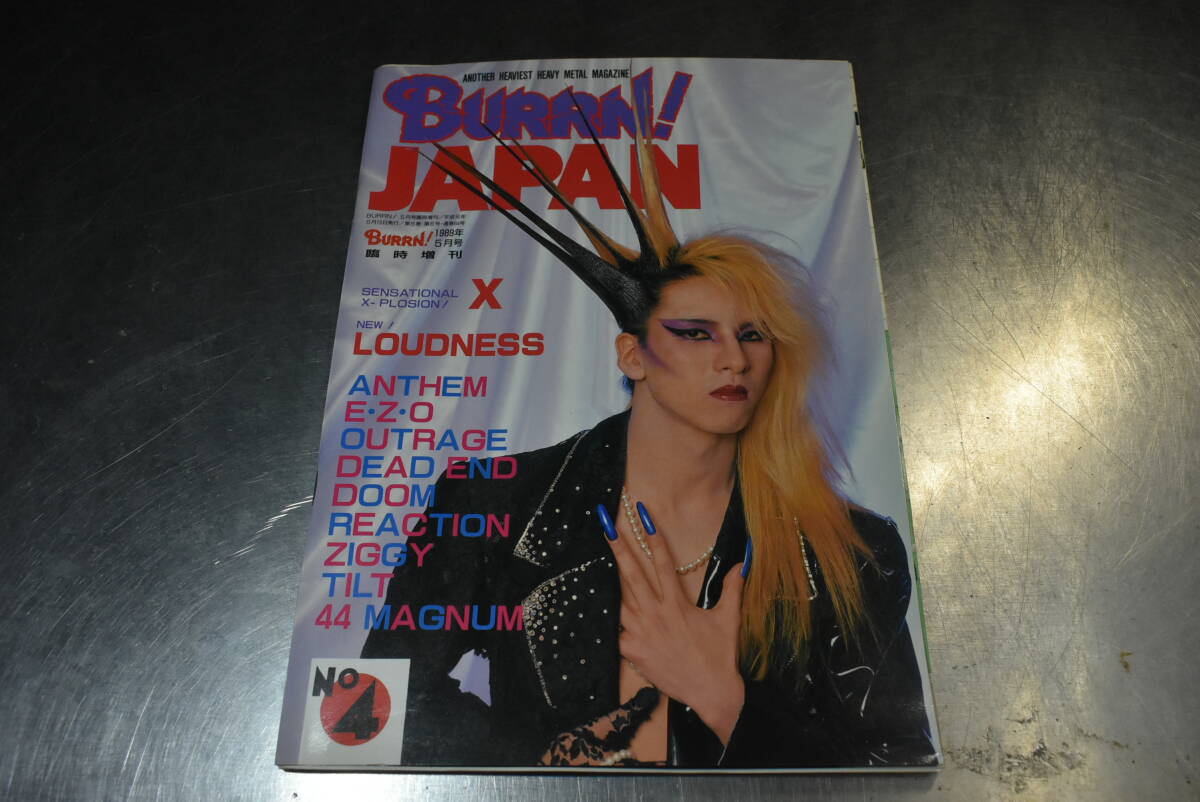 ANOTHER HEAVIEST HEAVY METAL MAGAZINE
BURRN!
JAPAN
BURRN! 1989年
5月号
臨時増刊
SENSATIONAL
X-PLOSION! X
NEW!
LOUDNESS
ANTHEM
E・Z・O
OUTRAGE
DEAD END
DOOM
REACTION
ZIGGY
TILT
44 MAGNUM
No
4